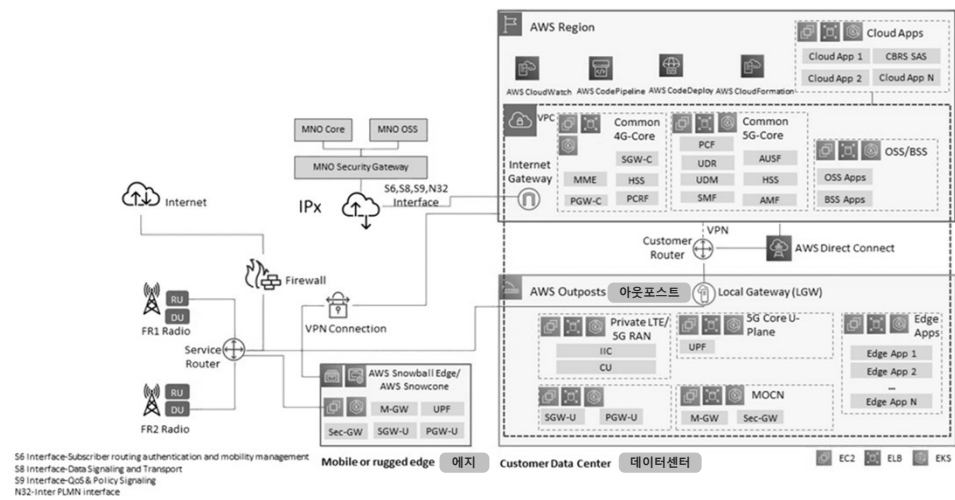 AWS Region
Cloud Apps
Cloud App 1
CBRS SAS
Cloud App 2
Cloud App N
AWS CloudWatch
AWS CodePipeline
AWS CodeDeploy
AWS CloudFormation
VPC
Common
4G-Core
SGW-C
MME
HSS
PGW-C
PCRF
Common
5G-Core
PCF
UDR
AUSF
UDM
HSS
SMF
AMF
OSS/BSS
OSS Apps
BSS Apps
Internet
Gateway
MNO Core
MNO OSS
MNO Security Gateway
S6,S8,S9,N32
Interface
IPx
Internet
Firewall
VPN Connection
RU
DU
FR1 Radio
Service
Router
RU
DU
FR2 Radio
VPN
Customer
Router
AWS Direct Connect
AWS Outposts
아웃포스트
Local Gateway (LGW)
Private LTE/
5G RAN
IIC
CU
5G Core U-
Plane
UPF
Edge
Apps
Edge App 1
Edge App 2
...
Edge App N
SGW-U
PGW-U
MOCN
M-GW
Sec-GW
AWS Snowball Edge/
AWS Snowcone
M-GW
UPF
Sec-GW
SGW-U
PGW-U
Mobile or rugged edge
에지
Customer Data Center
데이터센터
EC2
ELB
EKS
S6 Interface-Subscriber routing authentication and mobility management
S8 Interface-Data Signaling and Transport
S9 Interface-QoS & Policy Signaling
N32-Inter PLMN interface